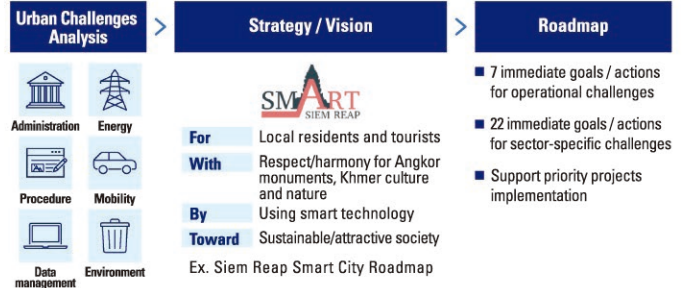 Urban Challenges
Analysis
>
Strategy / Vision
>
Roadmap
Administration
Energy
Procedure
Mobility
Data
management
Environment
SMART
SIEM REAP
For Local residents and tourists
With Respect/harmony for Angkor
monuments, Khmer culture
and nature
By Using smart technology
Toward Sustainable/attractive society
Ex. Siem Reap Smart City Roadmap
■ 7 immediate goals / actions
for operational challenges
■ 22 immediate goals / actions
for sector-specific challenges
■ Support priority projects
implementation